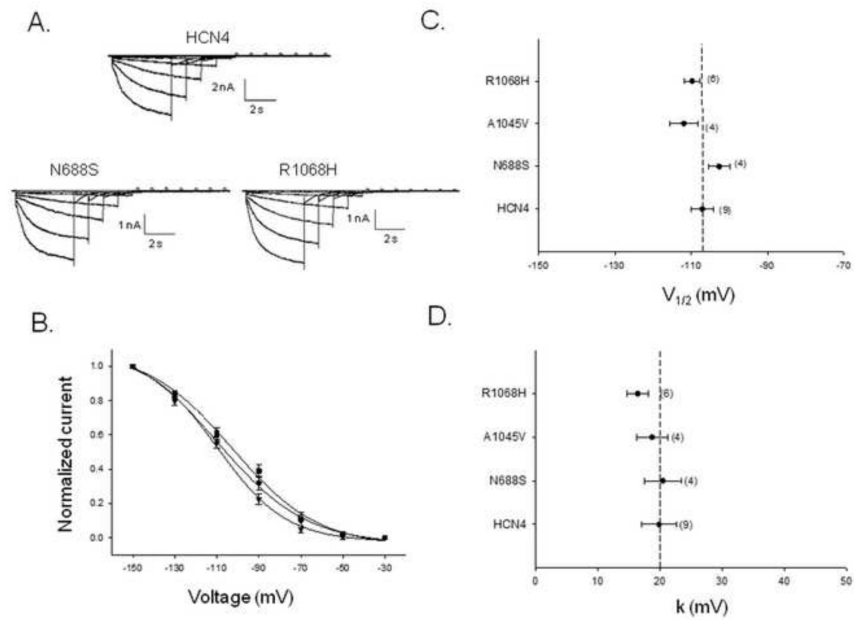 A.
HCN4
2nA
2s
N688S
R1068H
1nA
2s
1nA
2s
B.
Normalized current
1.0
0.8
0.6
0.4
0.2
0.0
-150 -130 -110 -90 -70 -50 -30
Voltage (mV)
C.
R1068H (6)
A1045V (4)
N688S (4)
HCN4 (9)
-150 -130 -110 -90 -70
V1/2 (mV)
D.
R1068H (6)
A1045V (4)
N688S (4)
HCN4 (9)
0 10 20 30 40 50
k (mV)